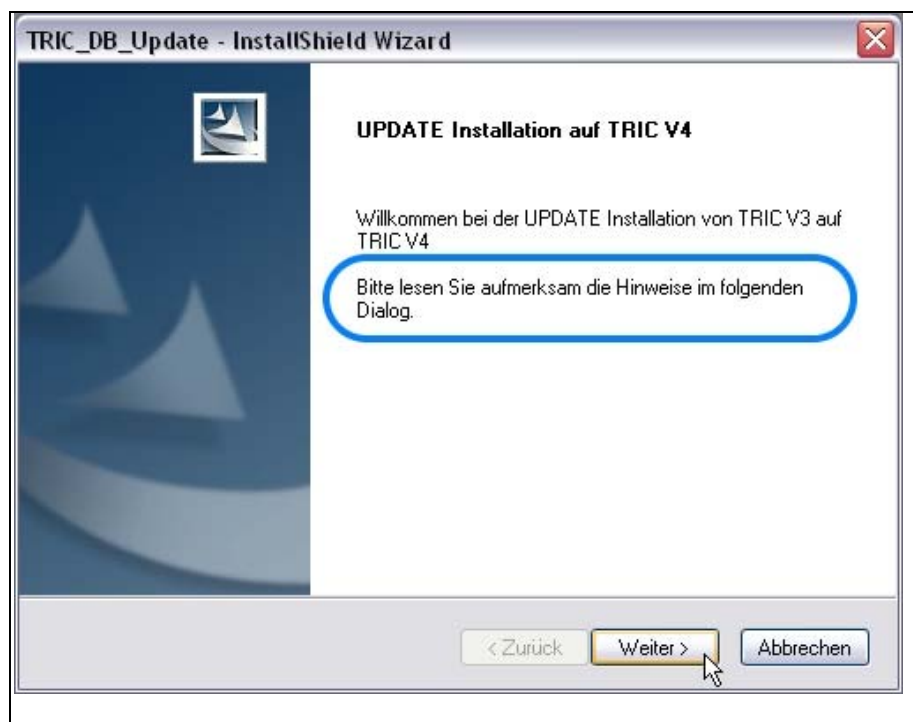 TRIC_DB_Update - InstallShield Wizard
UPDATE Installation auf TRIC V4
Willkommen bei der UPDATE Installation von TRIC V3 auf
TRIC V4
Bitte lesen Sie aufmerksam die Hinweise im folgenden
Dialog.
< Zurück Weiter > Abbrechen